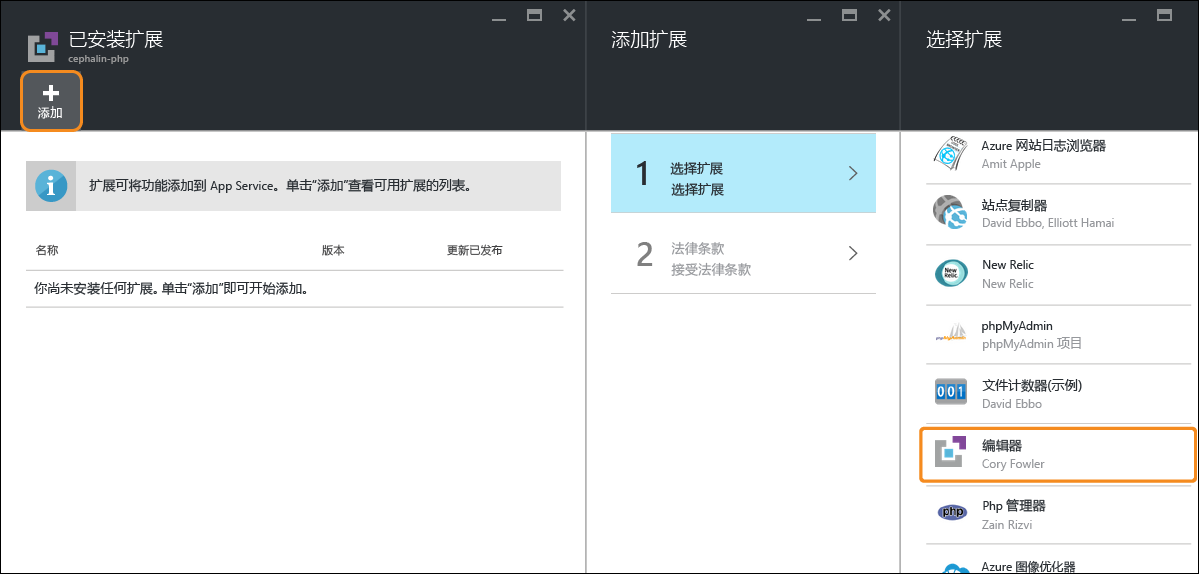 已安装扩展
cephalin-php
添加
扩展可将功能添加到 App Service。单击“添加”查看可用扩展的列表。
名称 版本 更新已发布
你尚未安装任何扩展。单击“添加”即可开始添加。
添加扩展
1
选择扩展
选择扩展
2
法律条款
接受法律条款
选择扩展
Azure 网站日志浏览器
Amit Apple
站点复制器
David Ebbo, Elliott Hamai
New Relic
New Relic
New Relic.
phpMyAdmin
phpMyAdmin
phpMyAdmin 项目
001
文件计数器(示例)
David Ebbo
编辑器
Cory Fowler
php
Php 管理器
Zain Rizvi
Azure 图像优化器